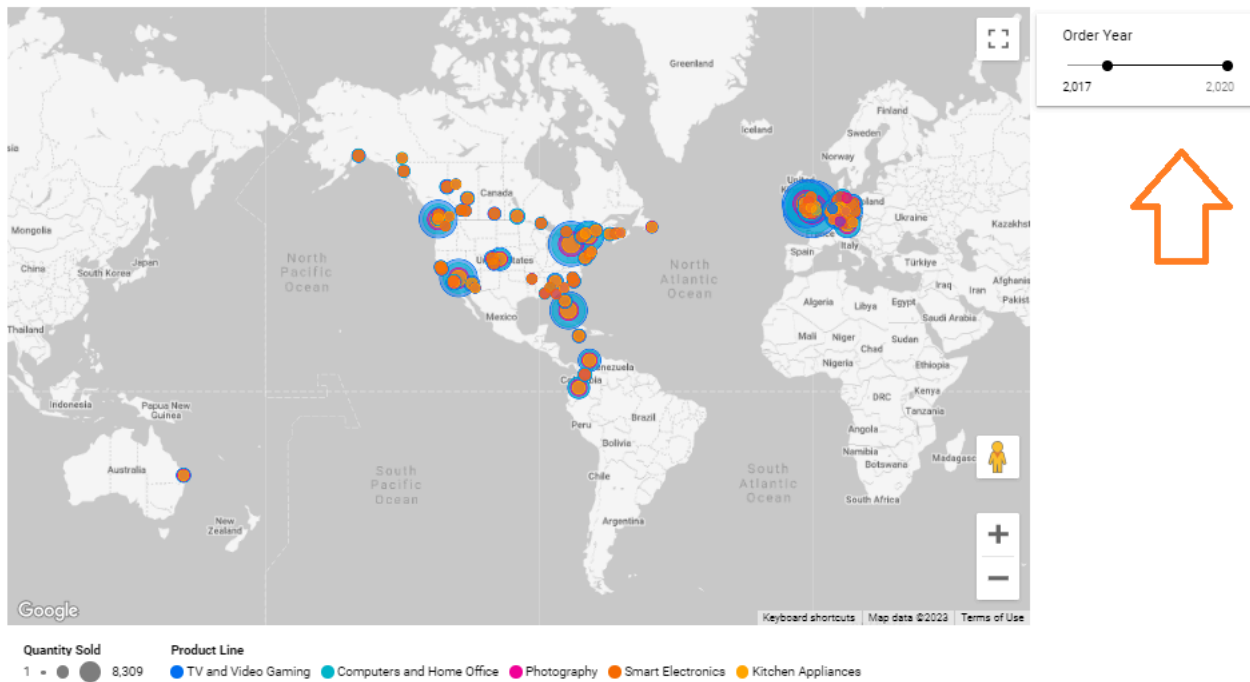 Greenland
Order Year
2,017
2,020
Iceland
Finland
Sweden
Norway
Canada
Ukraine
Kazakhst
Mongolia
France
Italy
Spain
Türkiye
China
Japan
South Korea
North
Pacific
Ocean
North
Atlantic
Ocean
Iraq
Iran
Afghanis
Pakist
Mexico
Algeria
Libya
Egypt
Saudi Arabia
Thailand
Mali
Niger
Chad
Sudan
Nigeria
Ethiopia
Indonesia
Papua New
Guinea
DRC
Kenya
Tanzania
Peru
Brazil
Bolivia
Angola
Namibia
Botswana
Madagasc
Australia
South
Pacific
Ocean
Chile
South
Atlantic
Ocean
South Africa
New
Zealand
Argentina
Google
Keyboard shortcuts
Map data ©2023
Terms of Use
Quantity Sold
1
8,309
Product Line
TV and Video Gaming
Computers and Home Office
Photography
Smart Electronics
Kitchen Appliances